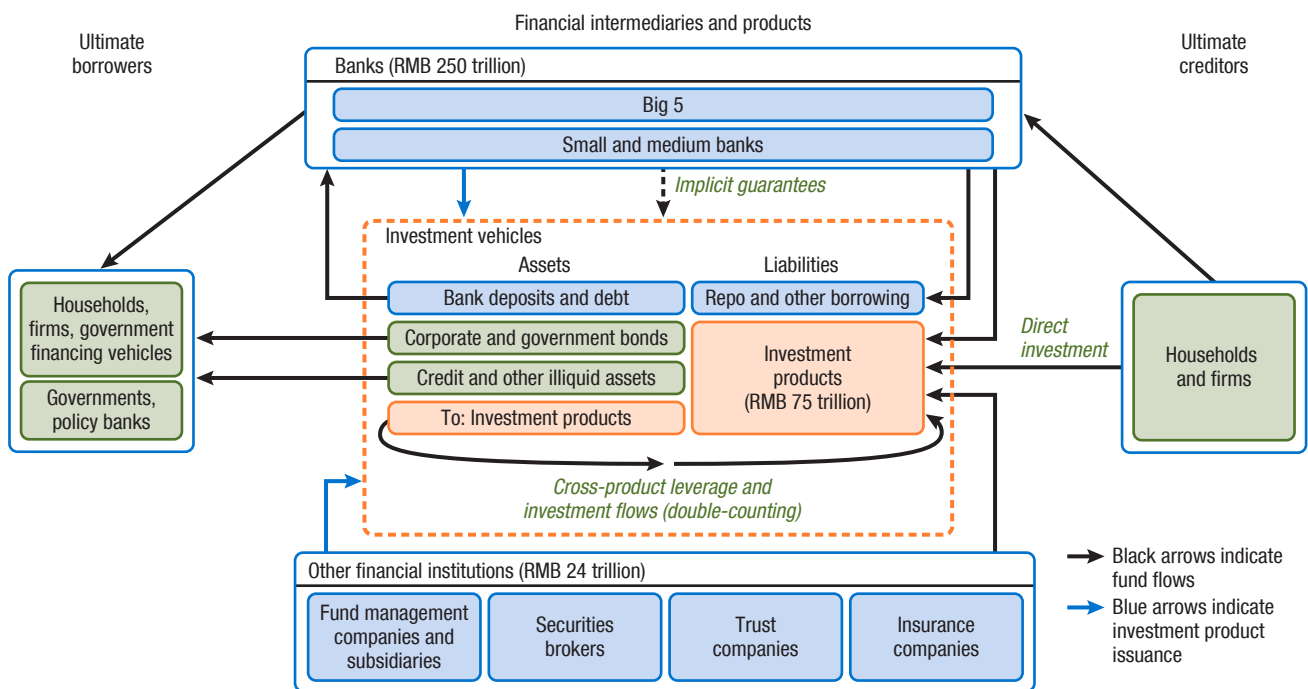 Financial intermediaries and products
Ultimate
borrowers
Ultimate
creditors
Banks (RMB 250 trillion)
Big 5
Small and medium banks
Implicit guarantees
Investment vehicles
Assets
Liabilities
Bank deposits and debt
Repo and other borrowing
Households,
firms, government
financing vehicles
Governments,
policy banks
Corporate and government bonds
Credit and other illiquid assets
To: Investment products
Investment
products
(RMB 75 trillion)
Direct
investment
Households
and firms
Cross-product leverage and
investment flows (double-counting)
Other financial institutions (RMB 24 trillion)
Fund management
companies and
subsidiaries
Securities
brokers
Trust
companies
Insurance
companies
Black arrows indicate
fund flows
Blue arrows indicate
investment product
issuance